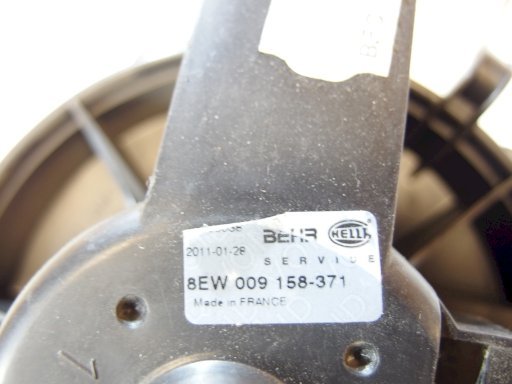 BEHR HELLA
2011-01-28
SERVICE
8EW 009 158-371
Made in FRANCE